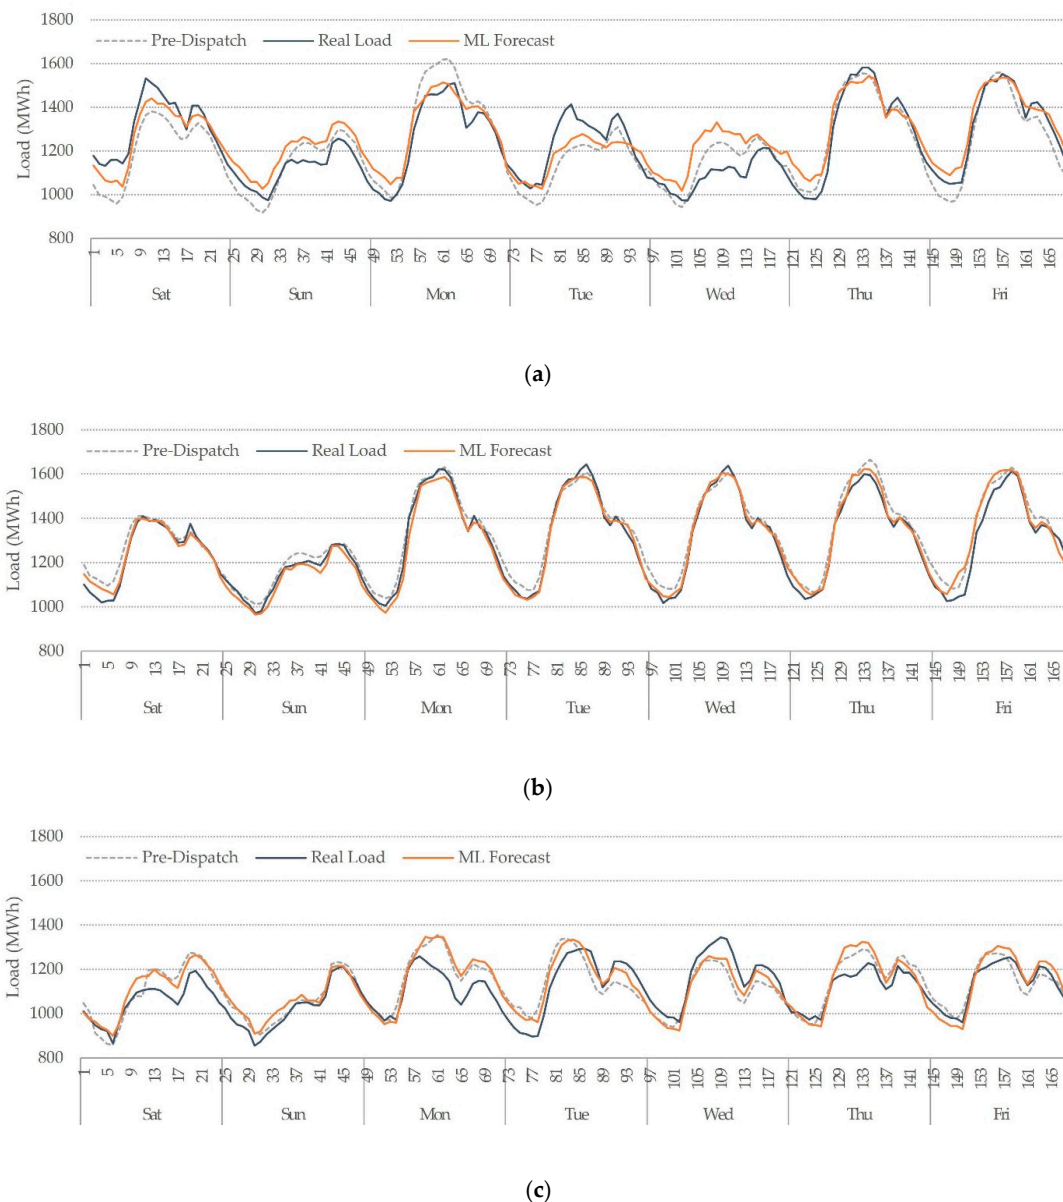 1800
Pre-Dispatch Real Load ML Forecast
1600
1400
1200
1000
800
Load (MWh)
1 5 9 13 17 21 25 29 33 37 41 45 49 53 57 61 65 69 73 77 81 85 89 93 97 101 105 109 113 117 121 125 129 133 137 141 145 149 153 157 161 165
Sat Sun Mon Tue Wed Thu Fri
(a)
1800
Pre-Dispatch Real Load ML Forecast
1600
1400
1200
1000
800
Load (MWh)
1 5 9 13 17 21 25 29 33 37 41 45 49 53 57 61 65 69 73 77 81 85 89 93 97 101 105 109 113 117 121 125 129 133 137 141 145 149 153 157 161 165
Sat Sun Mon Tue Wed Thu Fri
(b)
1800
Pre-Dispatch Real Load ML Forecast
1600
1400
1200
1000
800
Load (MWh)
1 5 9 13 17 21 25 29 33 37 41 45 49 53 57 61 65 69 73 77 81 85 89 93 97 101 105 109 113 117 121 125 129 133 137 141 145 149 153 157 161 165
Sat Sun Mon Tue Wed Thu Fri
(c)